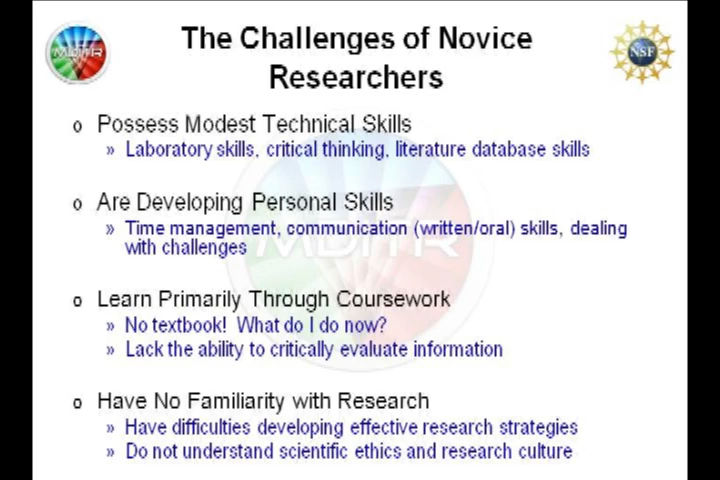 The Challenges of Novice
Researchers
MDITR
NSF
o Possess Modest Technical Skills
» Laboratory skills, critical thinking, literature database skills
o Are Developing Personal Skills
» Time management, communication (written/oral) skills, dealing
with challenges
MDITR
o Learn Primarily Through Coursework
» No textbook! What do I do now?
» Lack the ability to critically evaluate information
o Have No Familiarity with Research
» Have difficulties developing effective research strategies
» Do not understand scientific ethics and research culture